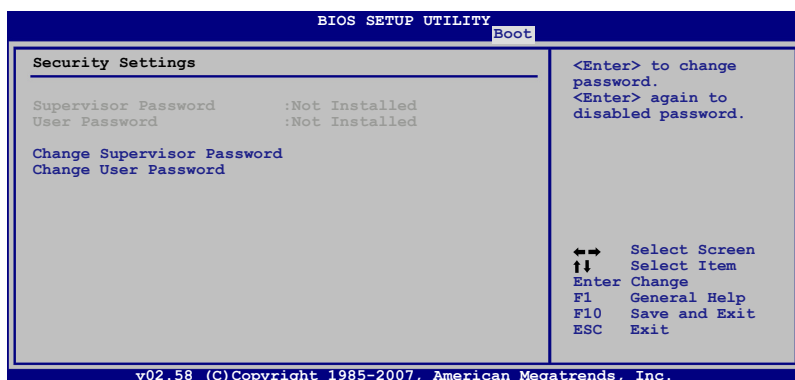 BIOS SETUP UTILITY
Boot
Security Settings
Supervisor Password :Not Installed
User Password :Not Installed
Change Supervisor Password
Change User Password
<Enter> to change
password.
<Enter> again to
disabled password.
←→ Select Screen
↑↓ Select Item
Enter Change
F1 General Help
F10 Save and Exit
ESC Exit
v02.58 (C)Copyright 1985-2007, American Megatrends, Inc.